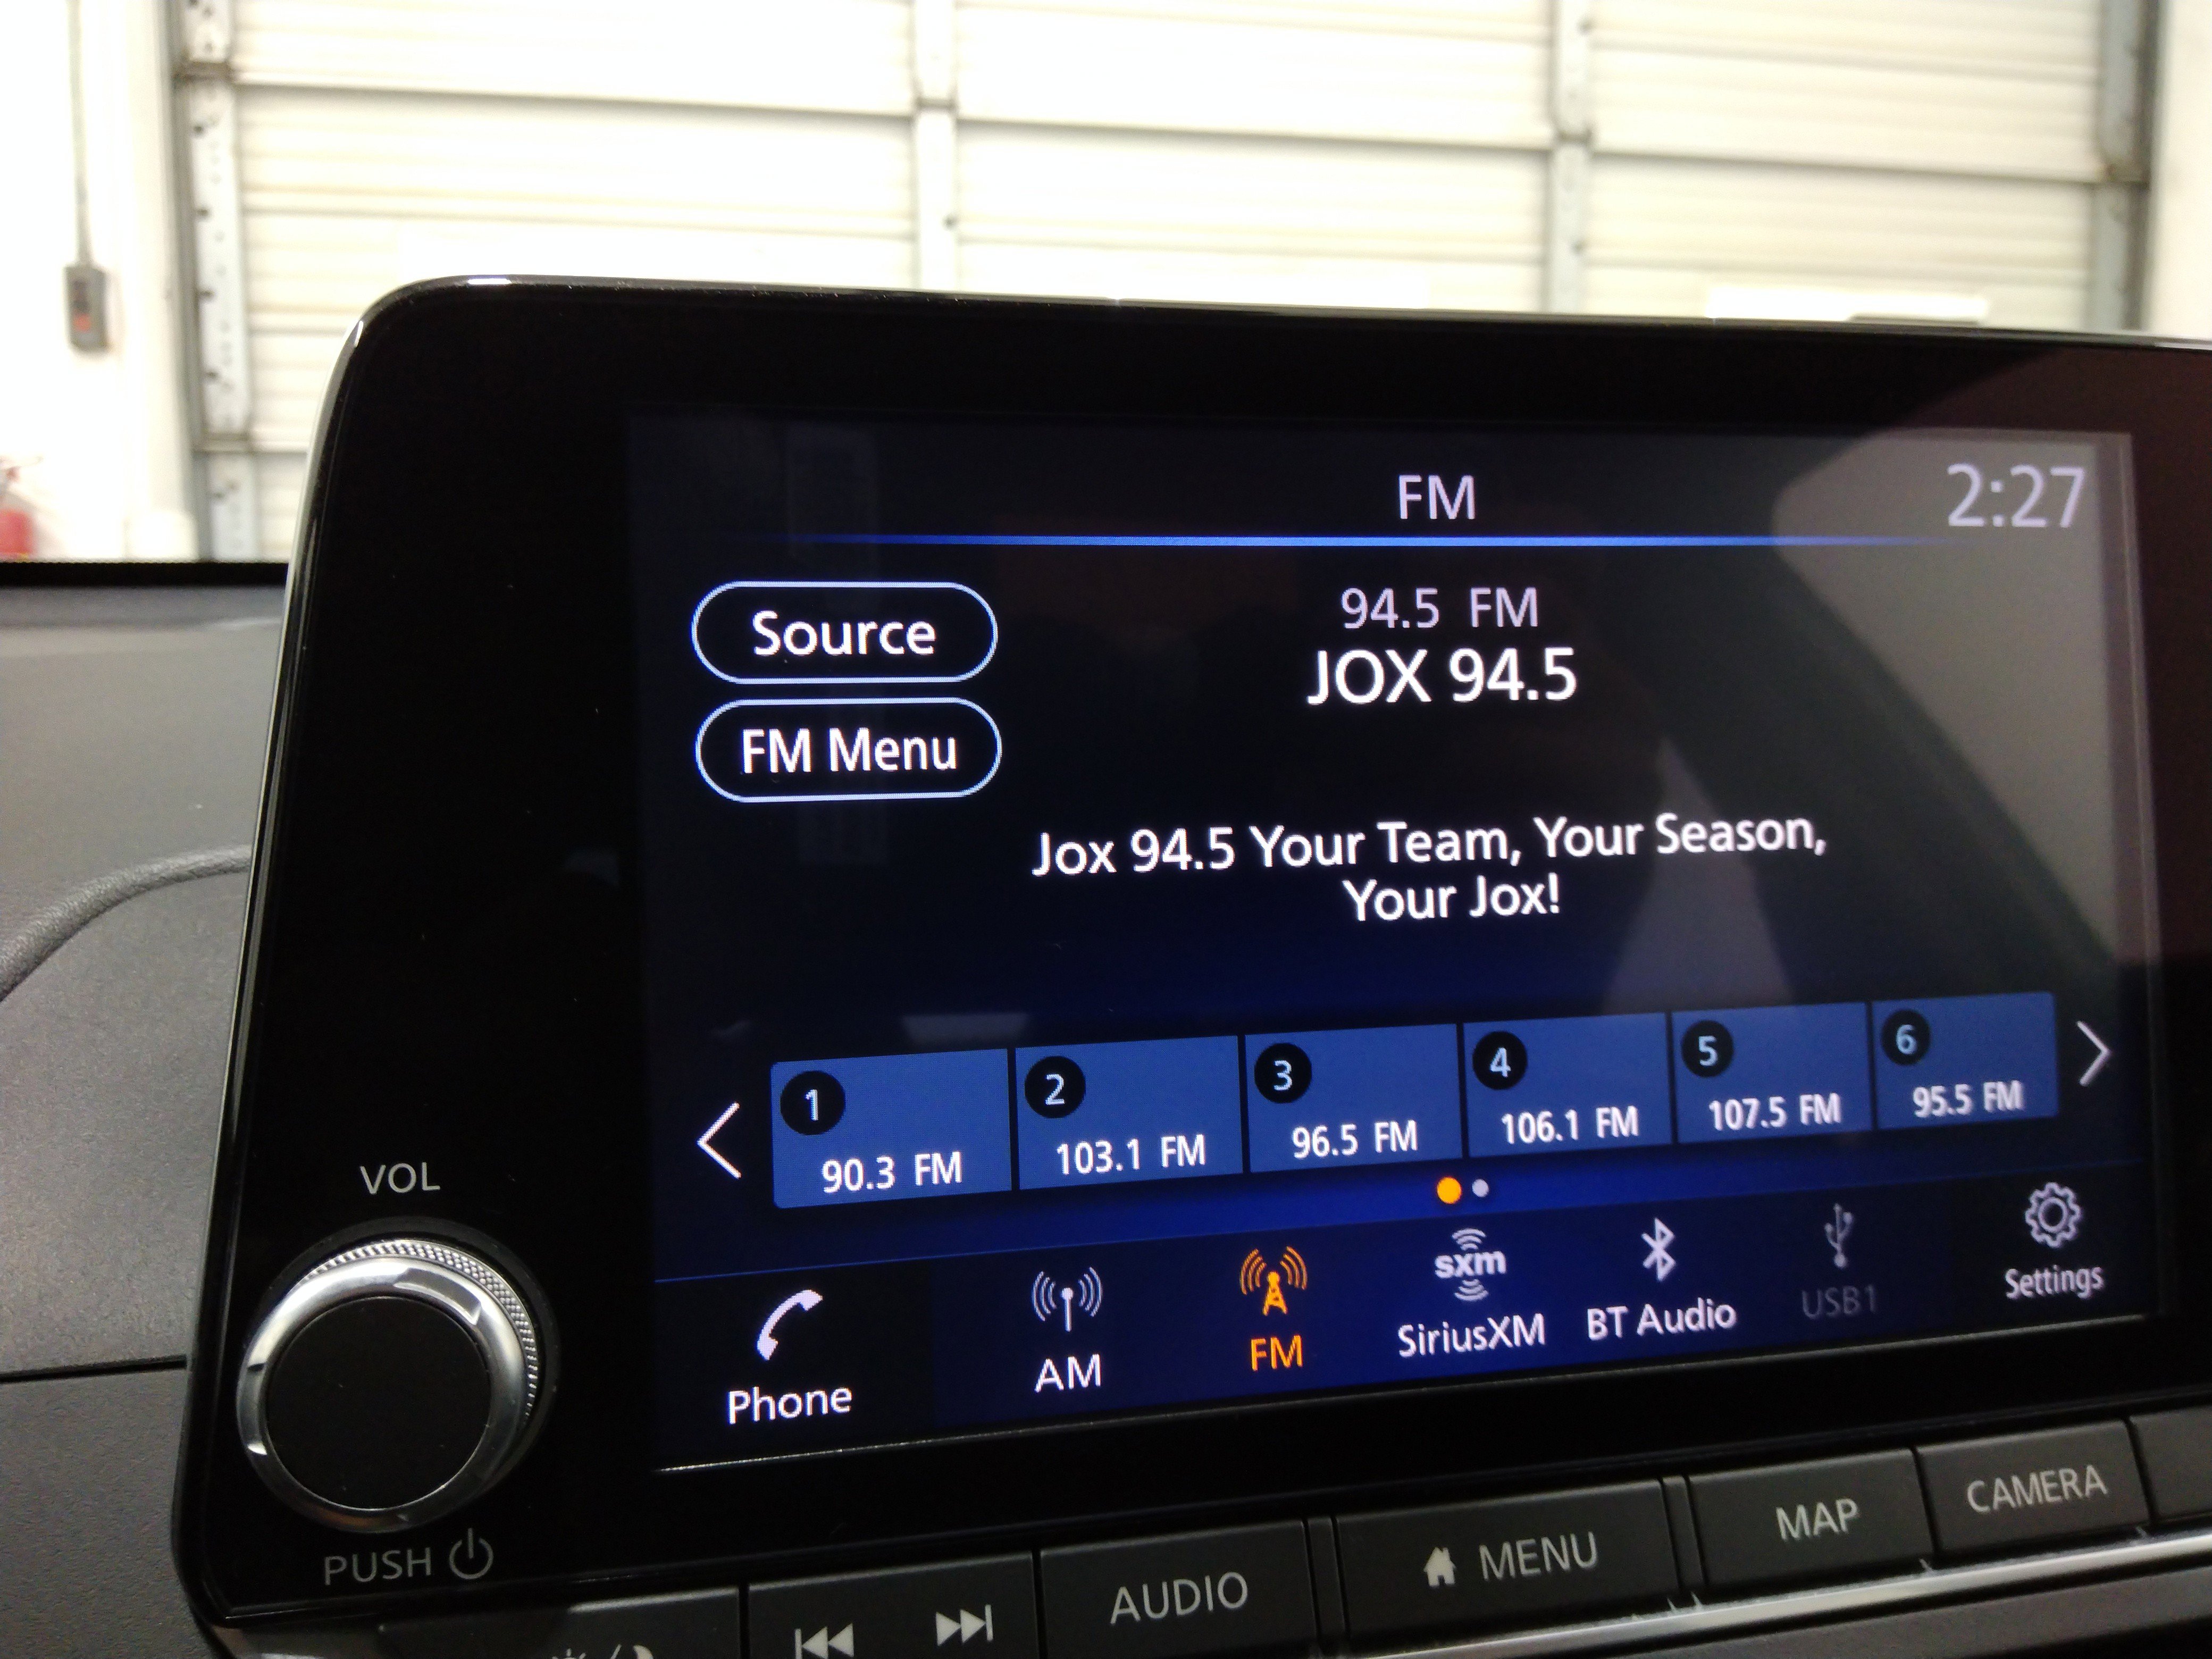 FM
2:27
Source
94.5 FM
JOX 94.5
FM Menu
Jox 94.5 Your Team, Your Season,
Your Jox!
1
90.3 FM
2
103.1 FM
3
96.5 FM
4
106.1 FM
5
107.5 FM
6
95.5 FM
Phone
AM
FM
sxm
SiriusXM
BT Audio
USB1
Settings
VOL
PUSH
AUDIO
MENU
MAP
CAMERA